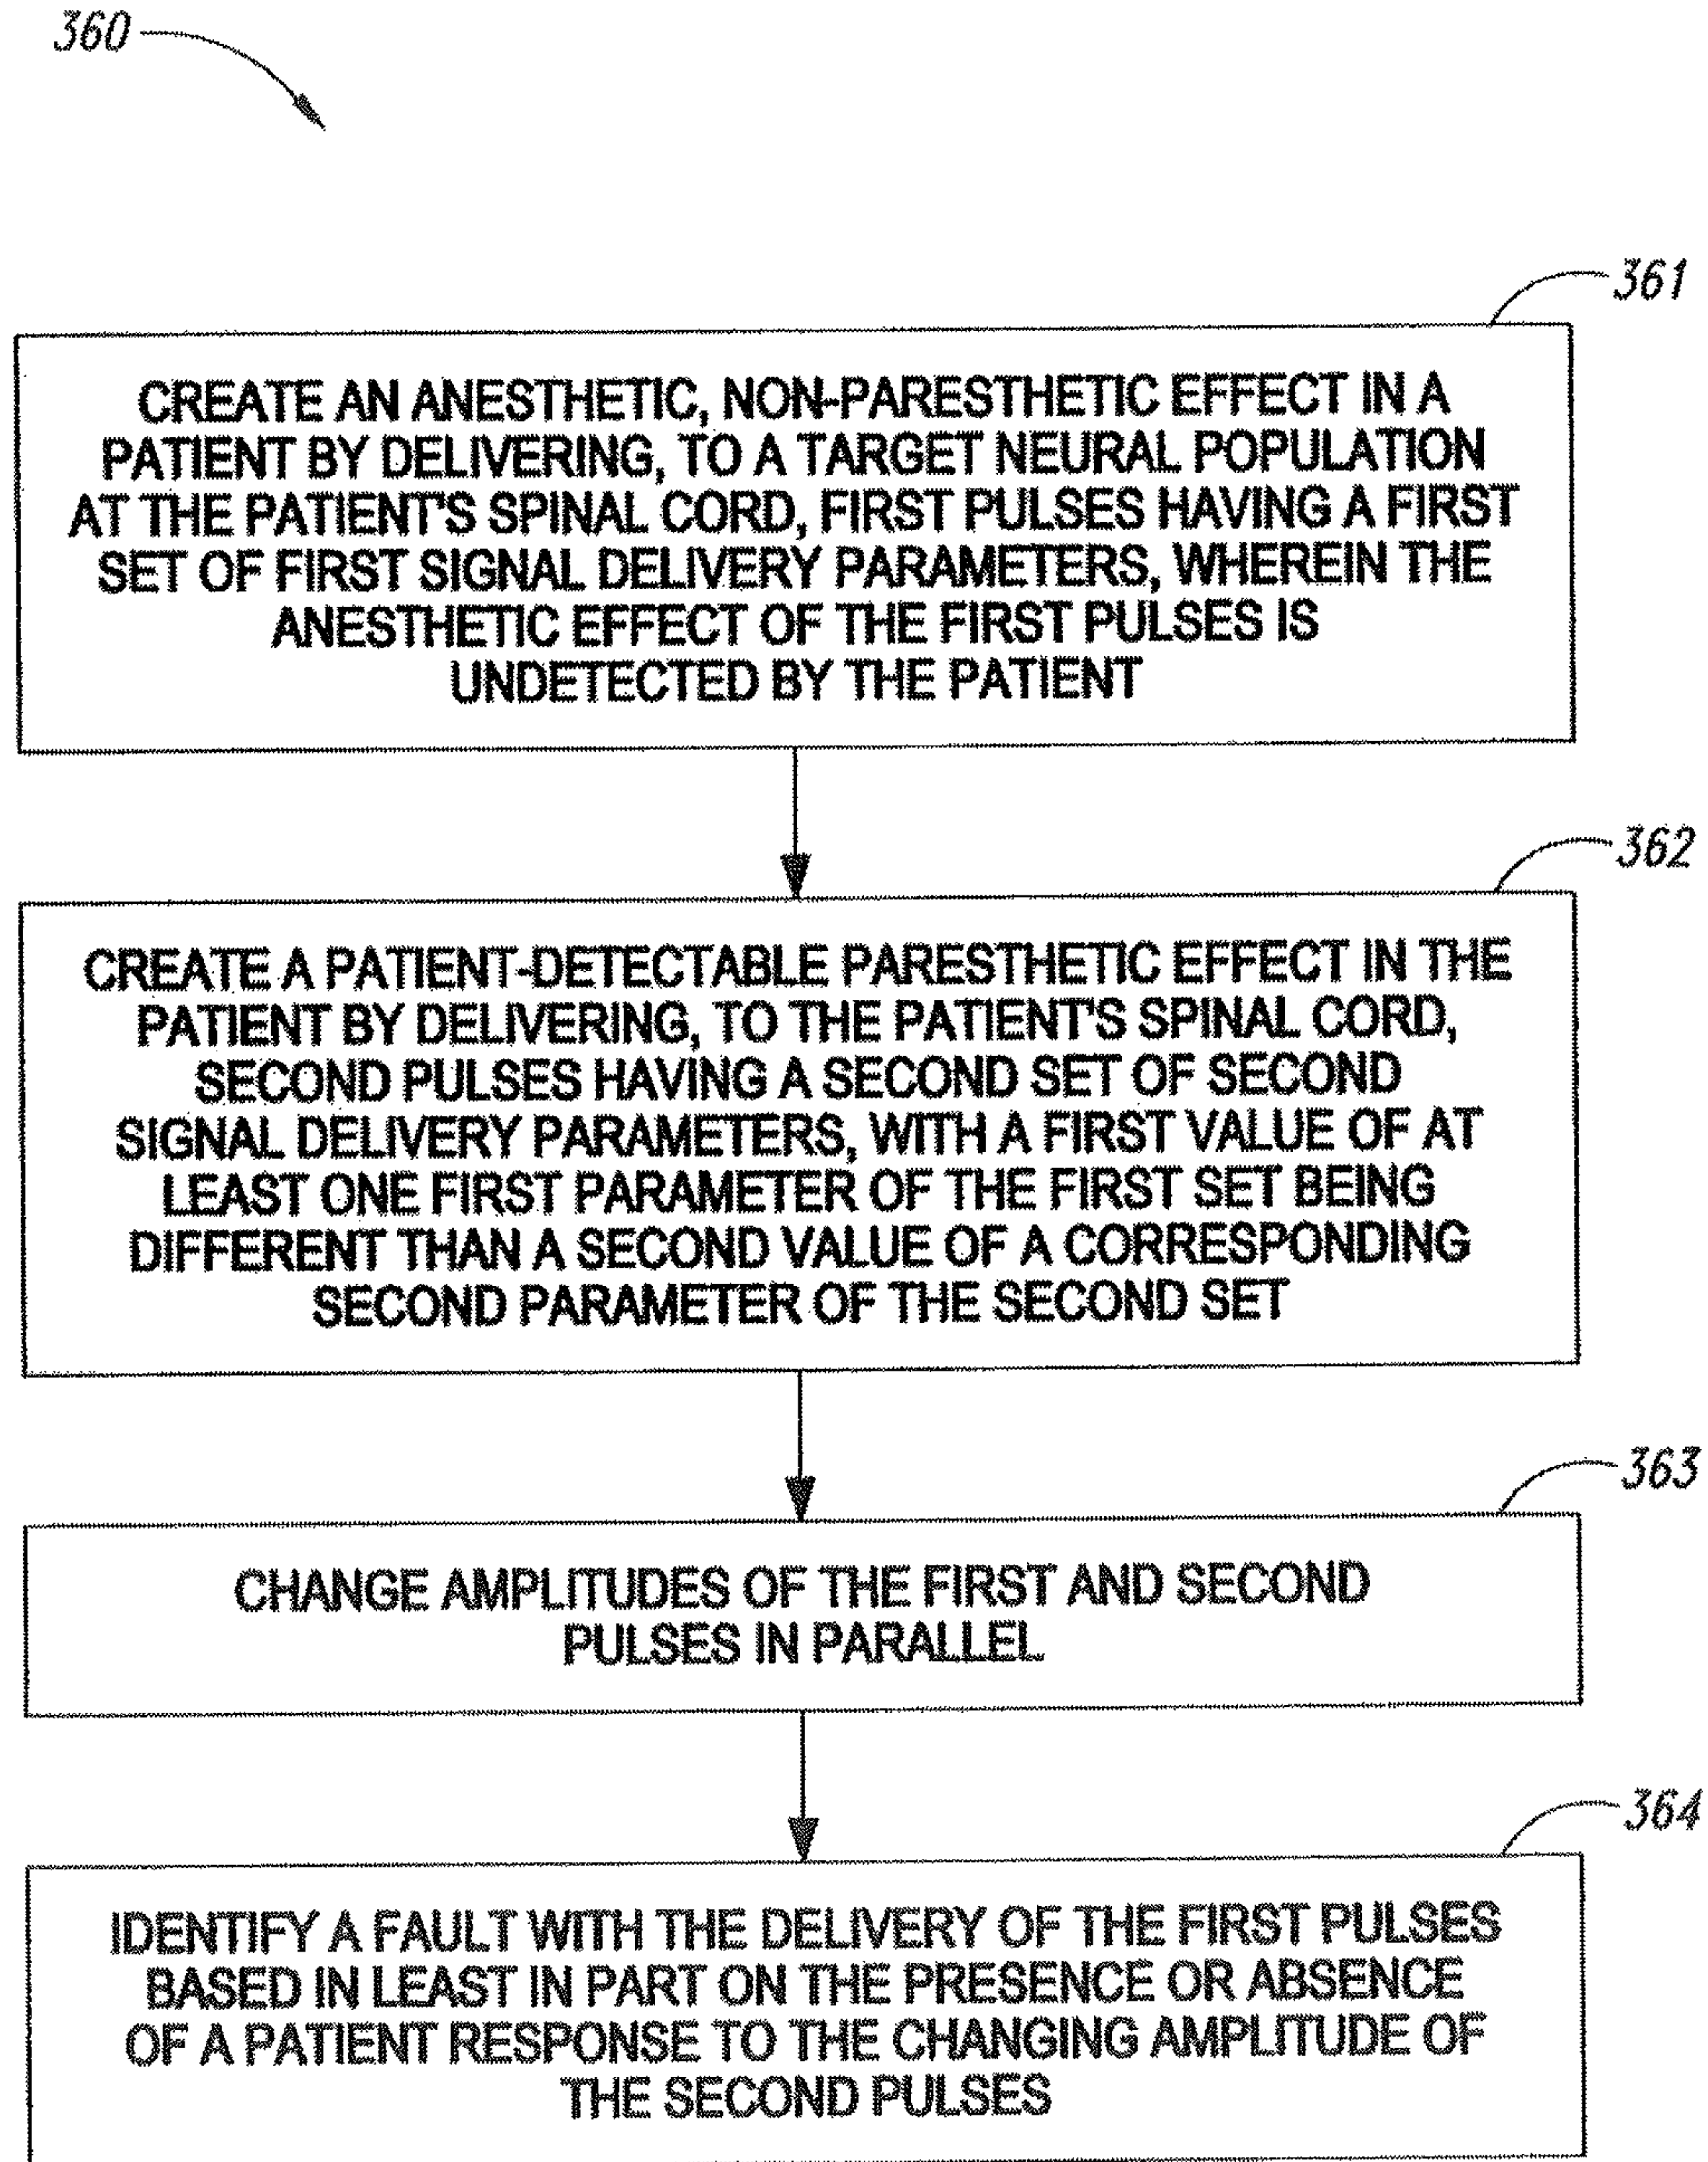 360
361
CREATE AN ANESTHETIC, NON-PARESTHETIC EFFECT IN A
PATIENT BY DELIVERING, TO A TARGET NEURAL POPULATION
AT THE PATIENT'S SPINAL CORD, FIRST PULSES HAVING A FIRST
SET OF FIRST SIGNAL DELIVERY PARAMETERS, WHEREIN THE
ANESTHETIC EFFECT OF THE FIRST PULSES IS
UNDETECTED BY THE PATIENT
362
CREATE A PATIENT-DETECTABLE PARESTHETIC EFFECT IN THE
PATIENT BY DELIVERING, TO THE PATIENT'S SPINAL CORD,
SECOND PULSES HAVING A SECOND SET OF SECOND
SIGNAL DELIVERY PARAMETERS, WITH A FIRST VALUE OF AT
LEAST ONE FIRST PARAMETER OF THE FIRST SET BEING
DIFFERENT THAN A SECOND VALUE OF A CORRESPONDING
SECOND PARAMETER OF THE SECOND SET
363
CHANGE AMPLITUDES OF THE FIRST AND SECOND
PULSES IN PARALLEL
364
IDENTIFY A FAULT WITH THE DELIVERY OF THE FIRST PULSES
BASED IN LEAST IN PART ON THE PRESENCE OR ABSENCE
OF A PATIENT RESPONSE TO THE CHANGING AMPLITUDE OF
THE SECOND PULSES